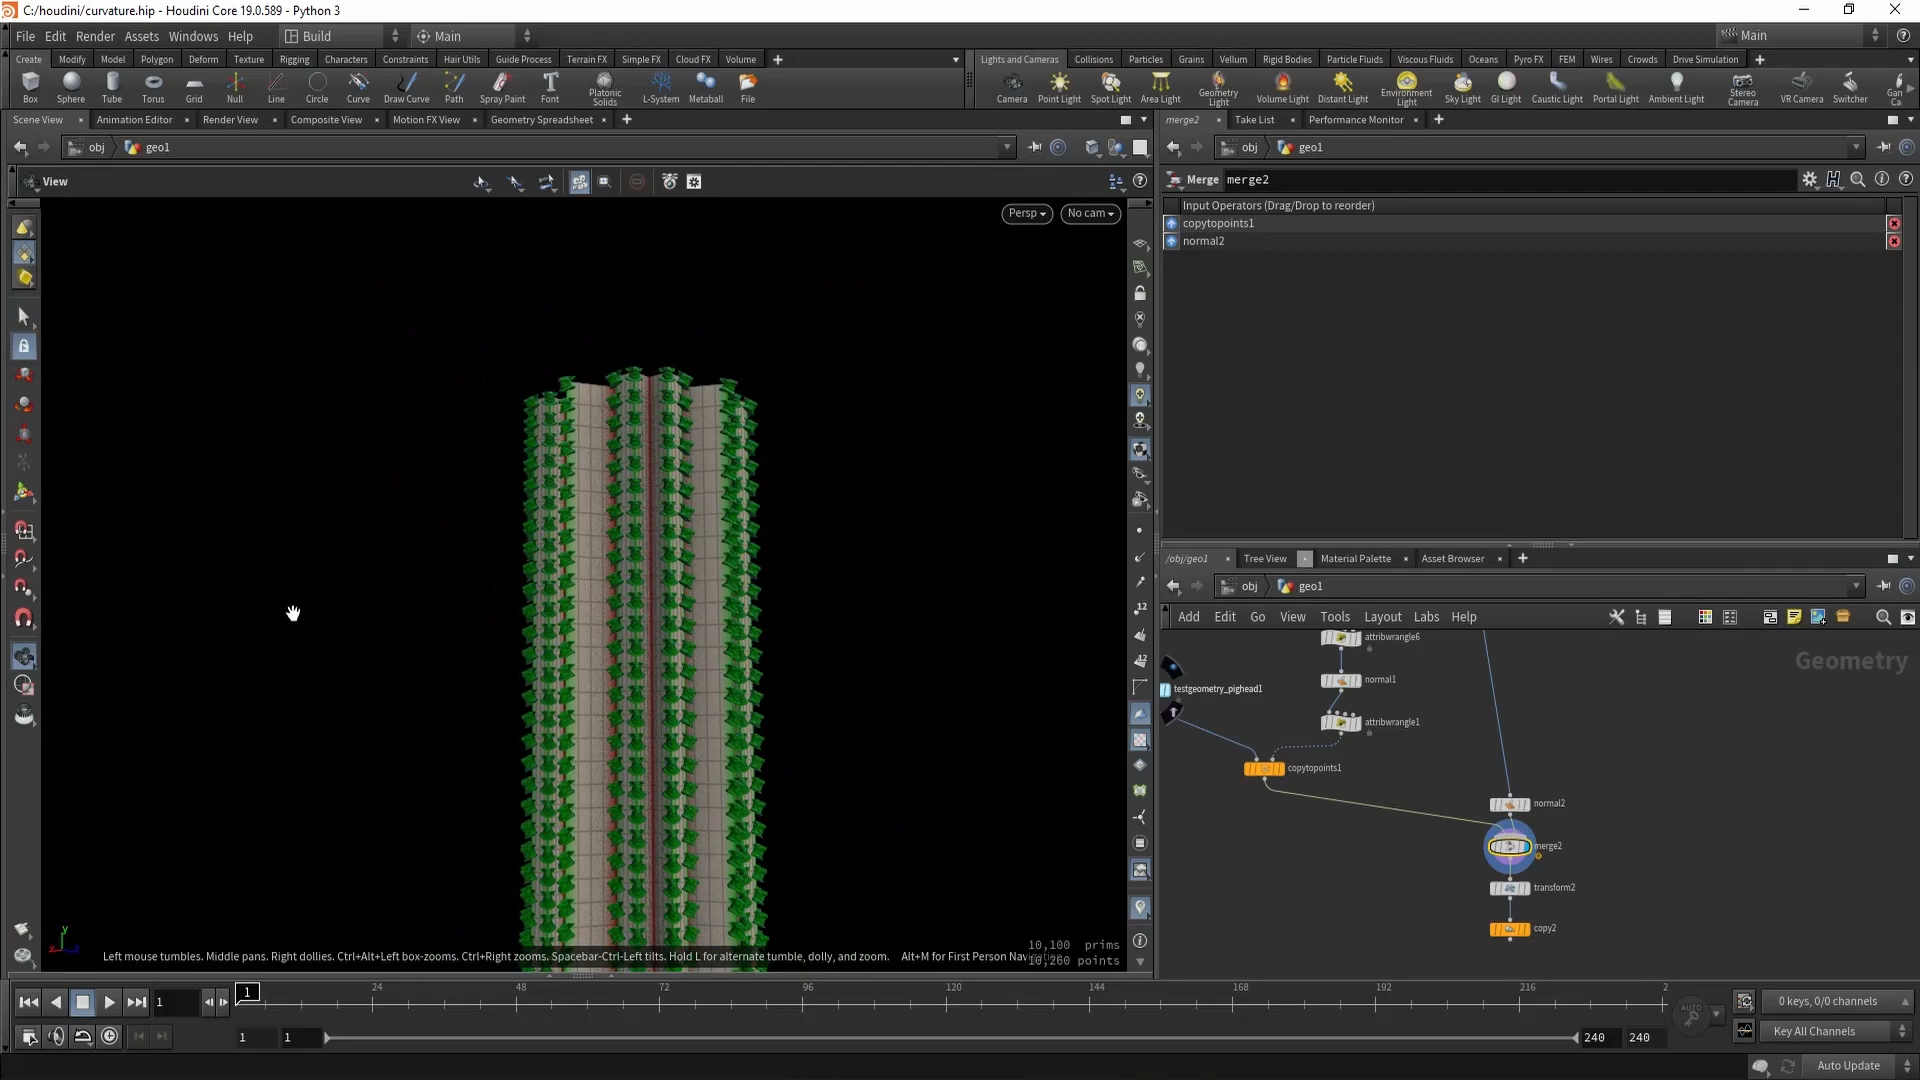 C:/houdini/curvature.hip - Houdini Core 19.0.589 - Python 3
File Edit Render Assets Windows Help Build Main Main
Create Modify Model Polygon Deform Texture Rigging Characters Constraints Hair Utils Guide Process Terrain FX Simple FX Cloud FX Volume
Lights and Cameras Collisions Particles Grains Vellum Rigid Bodies Particle Fluids Viscous Fluids Oceans Pyro FX FEM Wires Crowds Drive Simulation
Box Sphere Tube Torus Grid Null Line Circle Curve Draw Curve Path Spray Paint Font Platonic Solids L-System Metaball File
Camera Point Light Spot Light Area Light Geometry Light Volume Light Distant Light Environment Light Sky Light GI Light Caustic Light Portal Light Ambient Light Stereo Camera VR Camera Switcher Gan Ca
Scene View Animation Editor Render View Composite View Motion FX View Geometry Spreadsheet
merge2 Take List Performance Monitor
obj geo1
obj geo1
View
Merge merge2
Input Operators (Drag/Drop to reorder)
copytopoints1
normal2
Persp No cam
12
12
/obj/geo1 Tree View Material Palette Asset Browser
obj geo1
Add Edit Go View Tools Layout Labs Help
Geometry
attribwrangle6
normal1
testgeometry_pighead1
attribwrangle1
copytopoints1
normal2
merge2
transform2
copy2
y
10,100 prims
10,260 points
Left mouse tumbles. Middle pans. Right dollies. Ctrl+Alt+Left box-zooms. Ctrl+Right zooms. Spacebar-Ctrl-Left tilts. Hold L for alternate tumble, dolly, and zoom. Alt+M for First Person Nav
1 1 24 48 72 96 120 144 168 192 216 2
AUTO
0 keys, 0/0 channels
1 1 240 240
Key All Channels
Auto Update